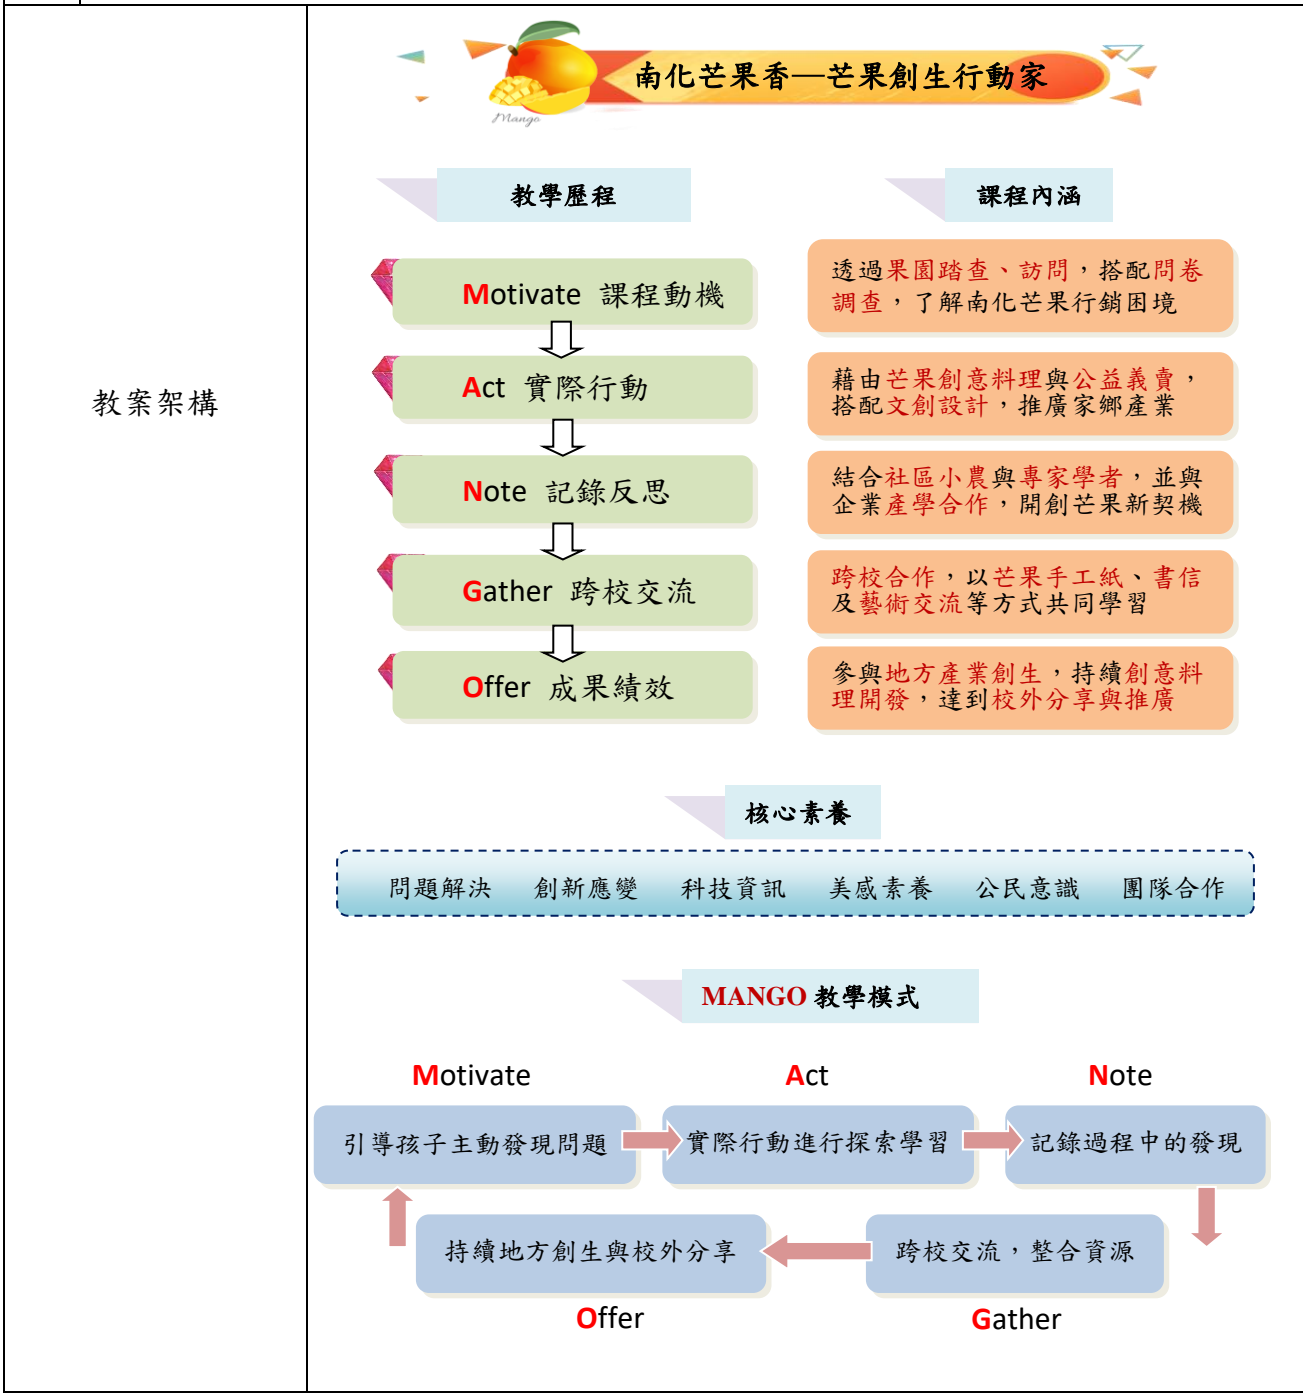 教案架構
南化芒果香—芒果創生行動家
Mango
教學歷程
課程內涵
Motivate 課程動機
透過果園踏查、訪問，搭配問卷
調查，了解南化芒果行銷困境
Act 實際行動
藉由芒果創意料理與公益義賣，
搭配文創設計，推廣家鄉產業
Note 記錄反思
結合社區小農與專家學者，並與
企業產學合作，開創芒果新契機
Gather 跨校交流
跨校合作，以芒果手工紙、書信
及藝術交流等方式共同學習
Offer 成果績效
參與地方產業創生，持續創意料
理開發，達到校外分享與推廣
核心素養
問題解決 創新應變 科技資訊 美感素養 公民意識 團隊合作
MANGO 教學模式
Motivate
Act
Note
引導孩子主動發現問題
實際行動進行探索學習
記錄過程中的發現
持續地方創生與校外分享
跨校交流，整合資源
Offer
Gather